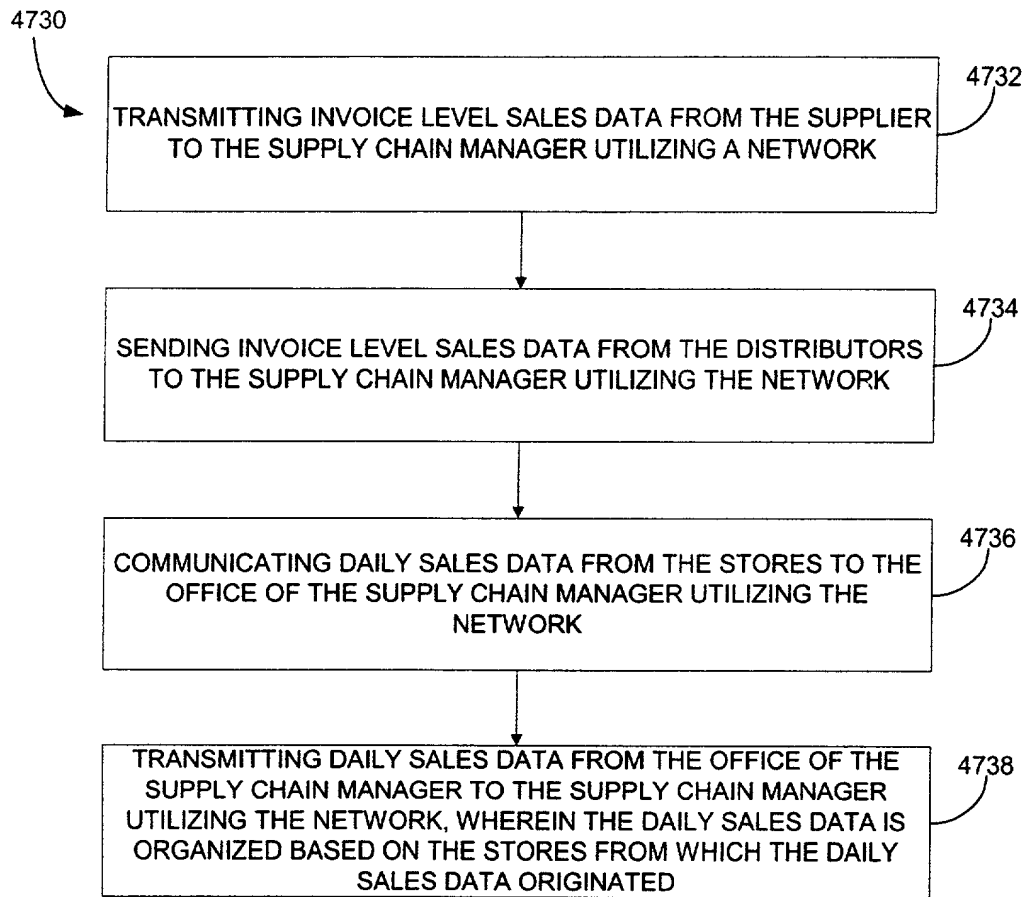 4730
4732
TRANSMITTING INVOICE LEVEL SALES DATA FROM THE SUPPLIER
TO THE SUPPLY CHAIN MANAGER UTILIZING A NETWORK
4734
SENDING INVOICE LEVEL SALES DATA FROM THE DISTRIBUTORS
TO THE SUPPLY CHAIN MANAGER UTILIZING THE NETWORK
4736
COMMUNICATING DAILY SALES DATA FROM THE STORES TO THE
OFFICE OF THE SUPPLY CHAIN MANAGER UTILIZING THE
NETWORK
4738
TRANSMITTING DAILY SALES DATA FROM THE OFFICE OF THE
SUPPLY CHAIN MANAGER TO THE SUPPLY CHAIN MANAGER
UTILIZING THE NETWORK, WHEREIN THE DAILY SALES DATA IS
ORGANIZED BASED ON THE STORES FROM WHICH THE DAILY
SALES DATA ORIGINATED